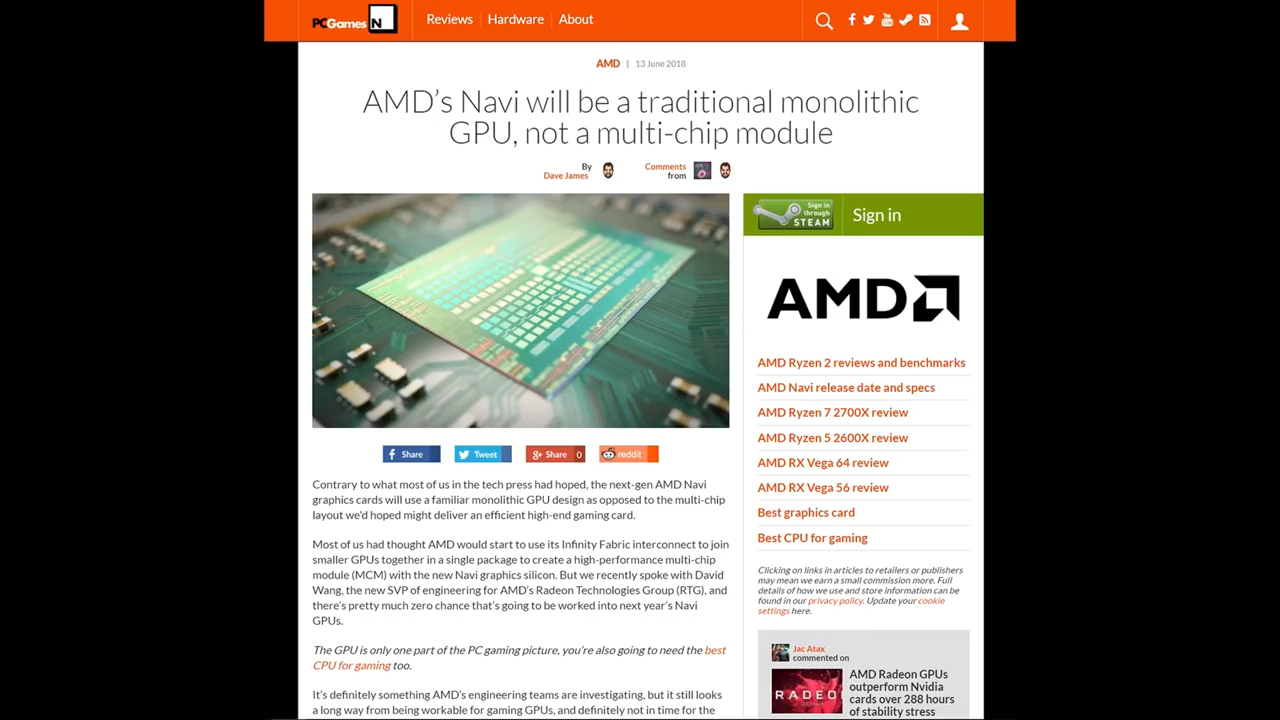 PCGamesN
Reviews
Hardware
About
AMD | 13 June 2018
AMD's Navi will be a traditional monolithic
GPU, not a multi-chip module
By
Dave James
Comments
from
Share
Tweet
g+ Share 0
reddit
Contrary to what most of us in the tech press had hoped, the next-gen AMD Navi
graphics cards will use a familiar monolithic GPU design as opposed to the multi-chip
layout we'd hoped might deliver an efficient high-end gaming card.
Most of us had thought AMD would start to use its Infinity Fabric interconnect to join
smaller GPUs together in a single package to create a high-performance multi-chip
module (MCM) with the new Navi graphics silicon. But we recently spoke with David
Wang, the new SVP of engineering for AMD's Radeon Technologies Group (RTG), and
there's pretty much zero chance that's going to be worked into next year's Navi
GPUs.
The GPU is only one part of the PC gaming picture, you're also going to need the best
CPU for gaming too.
It's definitely something AMD's engineering teams are investigating, but it still looks
a long way from being workable for gaming GPUs, and definitely not in time for the
Sign in
through
STEAM
Sign in
AMD
AMD Ryzen 2 reviews and benchmarks
AMD Navi release date and specs
AMD Ryzen 7 2700X review
AMD Ryzen 5 2600X review
AMD RX Vega 64 review
AMD RX Vega 56 review
Best graphics card
Best CPU for gaming
Clicking on links in articles to retailers or publishers
may mean we earn a small commission more. Full
details of how we use and store information can be
found in our privacy policy. Update your cookie
settings here.
Jac Atax
commented on
RADEO
AMD Radeon GPUs
outperform Nvidia
cards over 288 hours
of stability stress